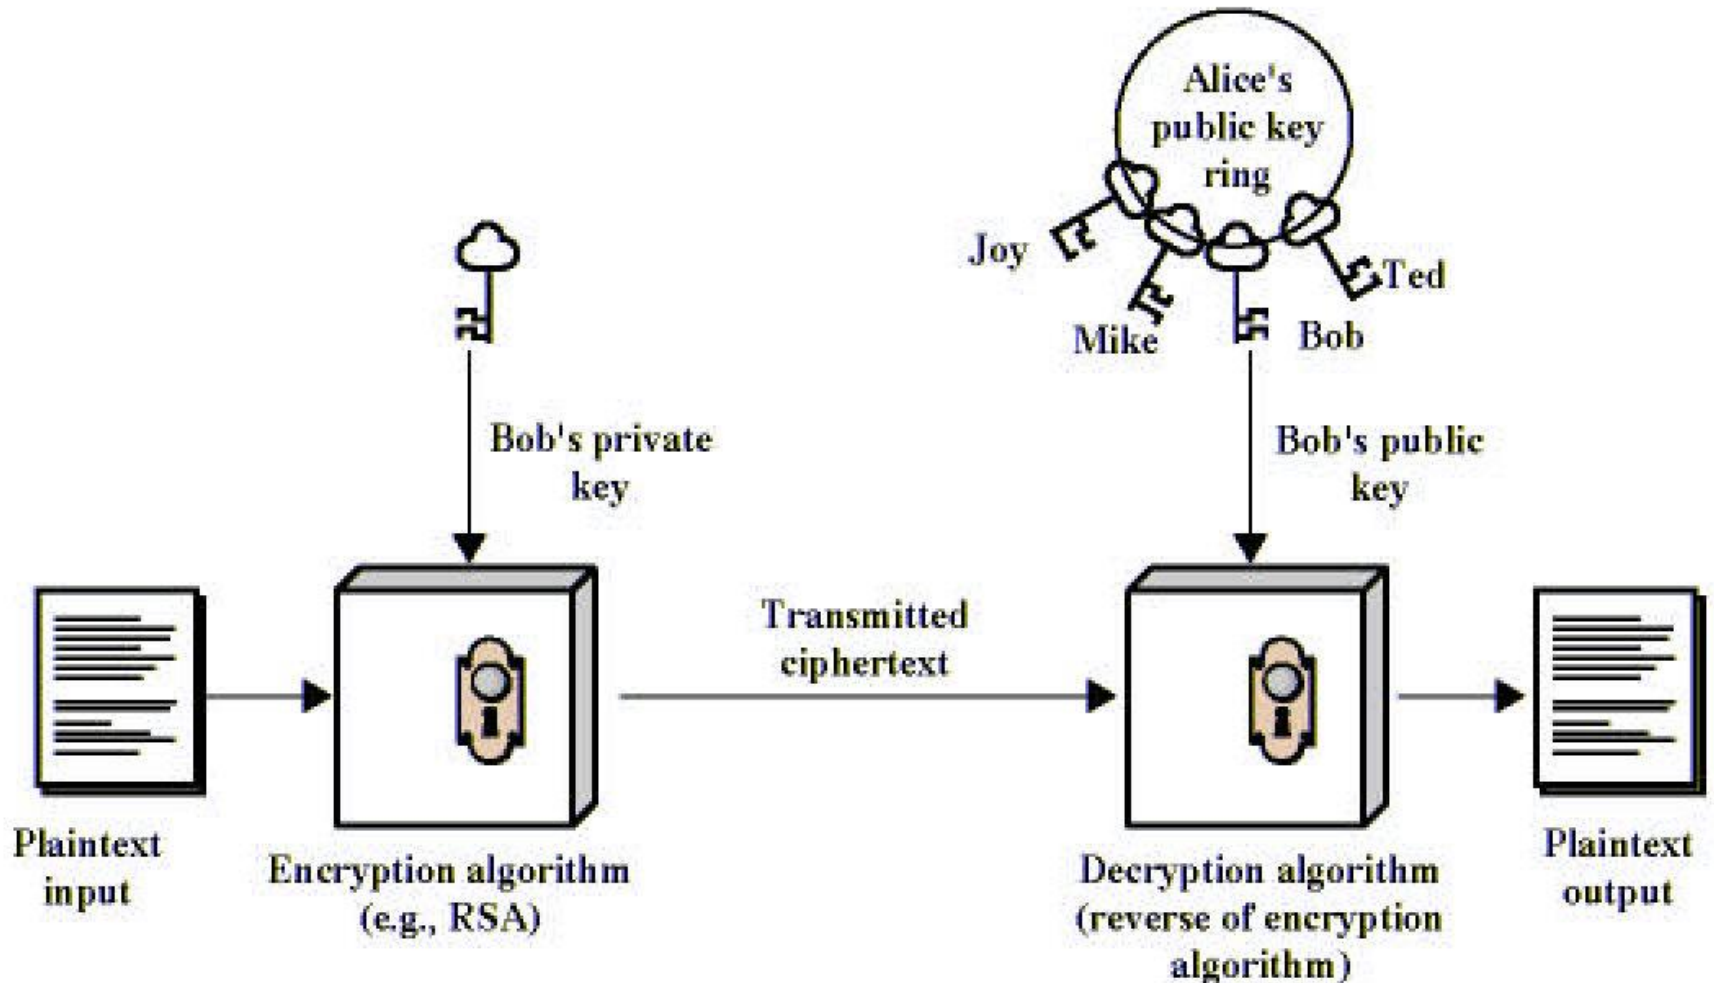 Alice's
public key
ring
Joy
Mike
Bob
Ted
Bob's private
key
Bob's public
key
Transmitted
ciphertext
Plaintext
input
Encryption algorithm
(e.g., RSA)
Decryption algorithm
(reverse of encryption
algorithm)
Plaintext
output